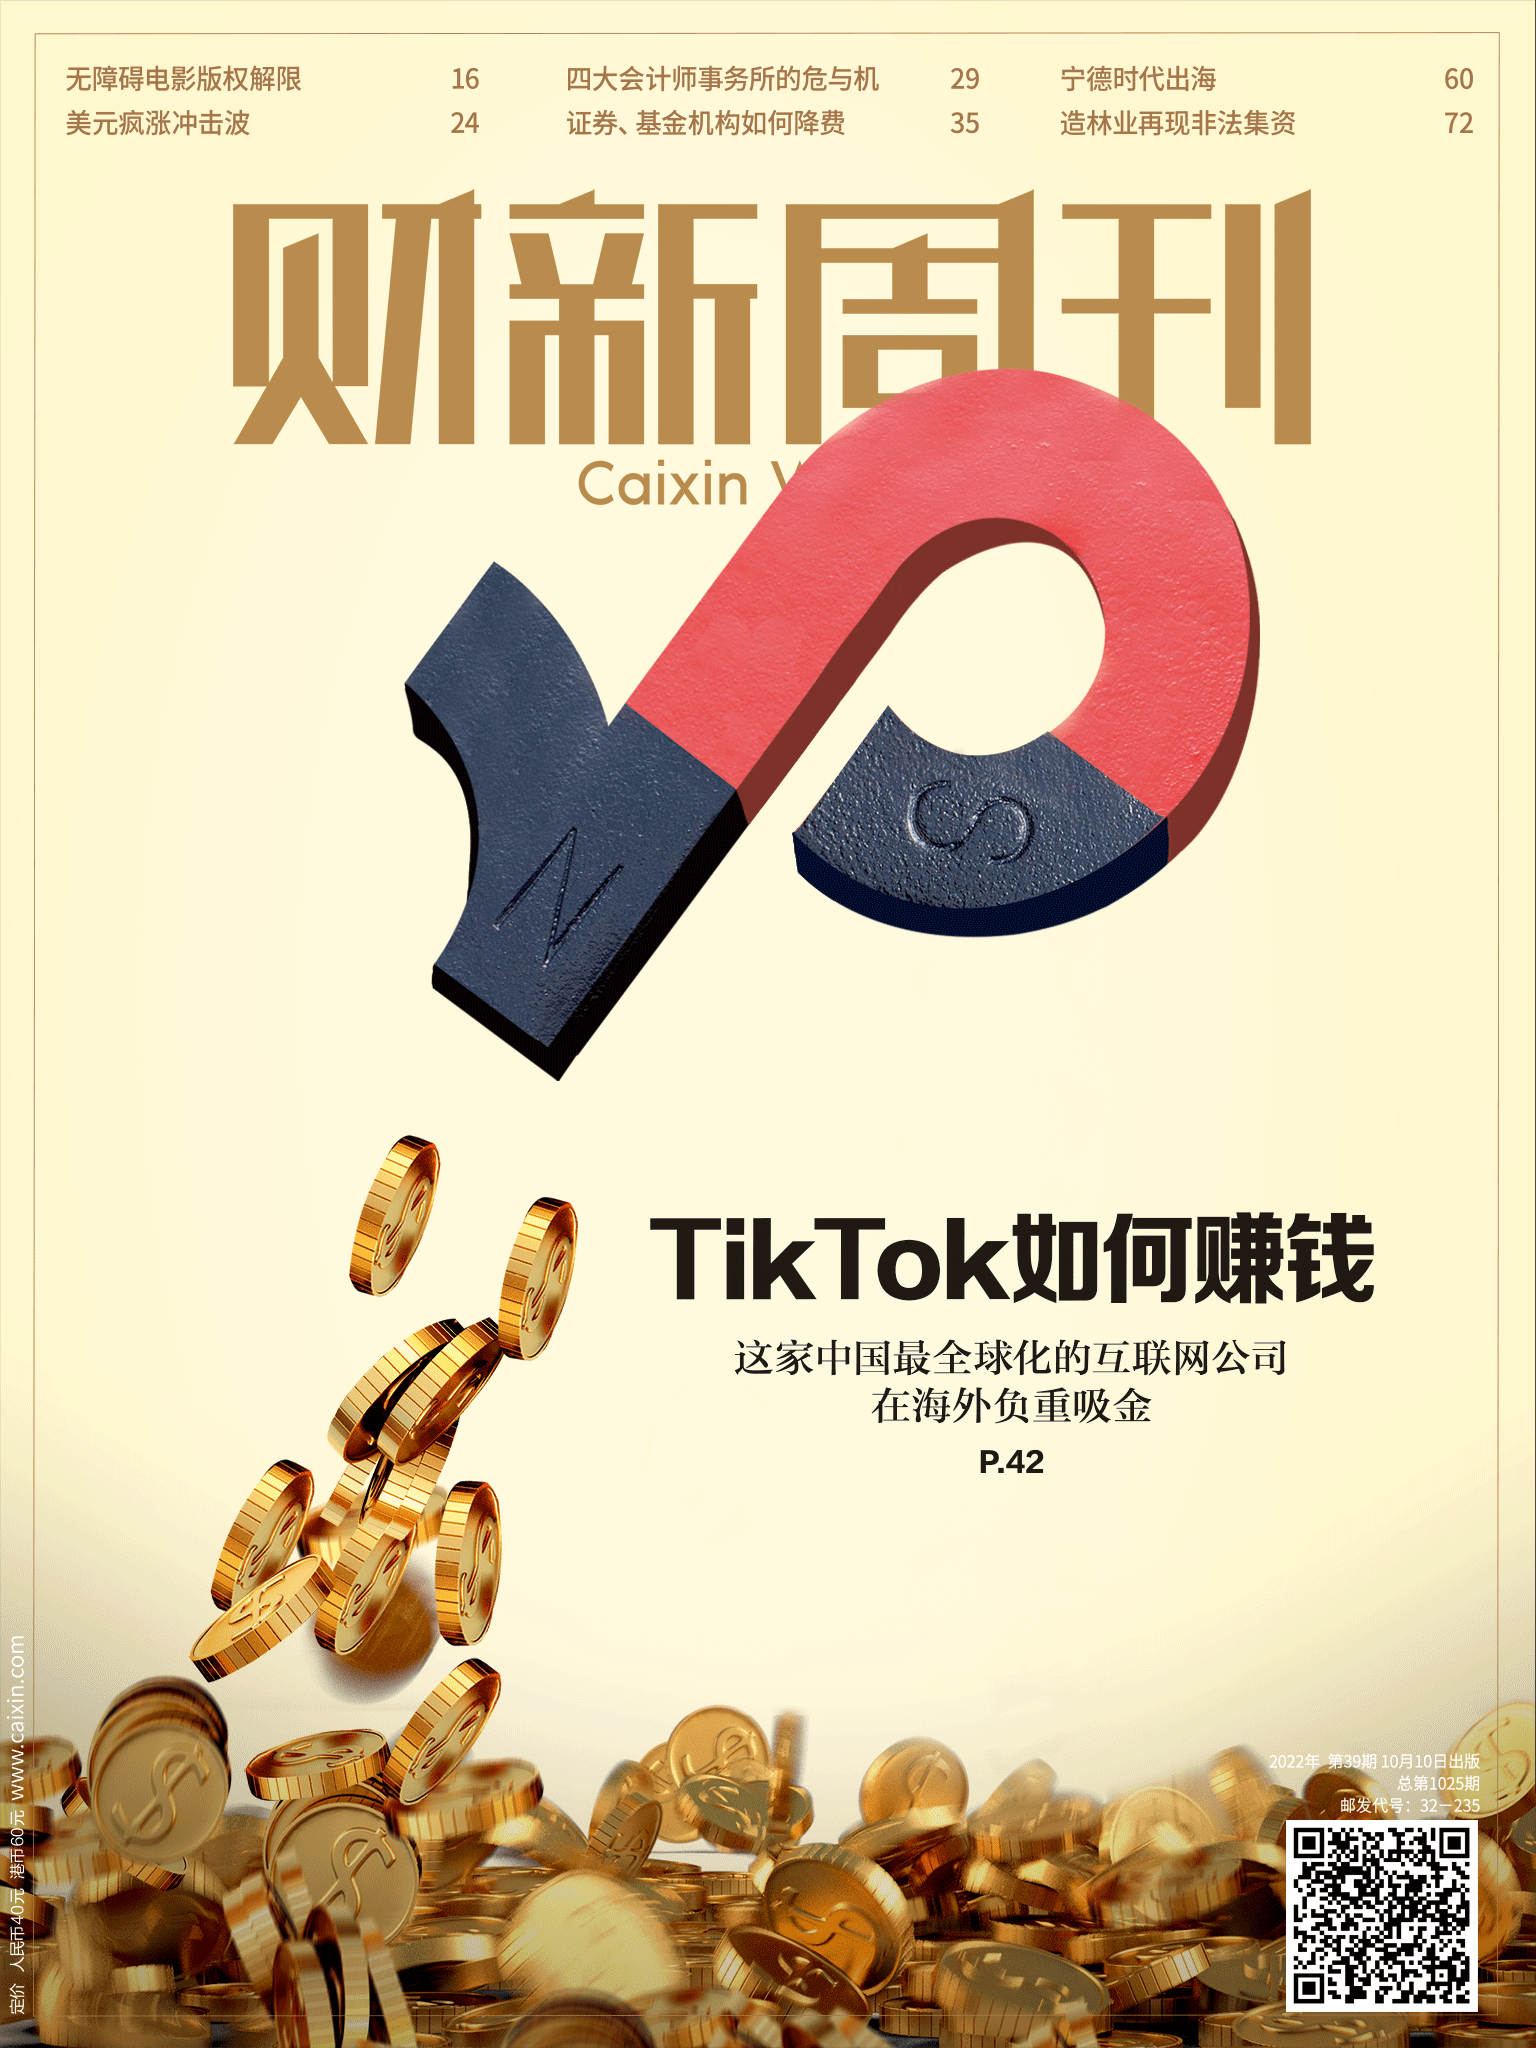 无障碍电影版权解限 16
美元疯涨冲击波 24
四大会计师事务所的危与机 29
证券、基金机构如何降费 35
宁德时代出海 60
造林业再现非法集资 72
财新周刊
Caixin
N
S
TikTok如何赚钱
这家中国最全球化的互联网公司
在海外负重吸金
P.42
2022年 第39期 10月10日出版
总第1025期
邮发代号：32—235
定价 人民币40元 港币60元 www.caixin.com